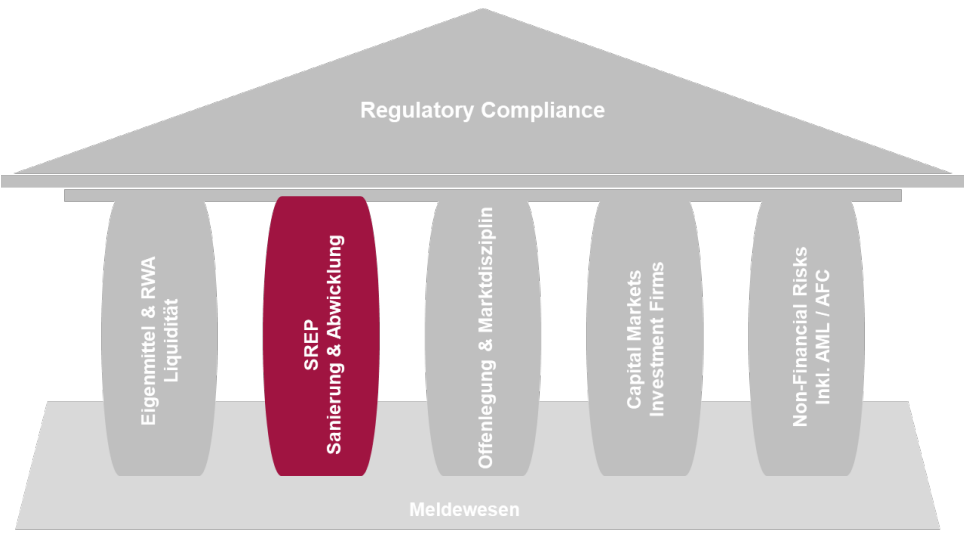 Regulatory Compliance
Eigenmittel & RWA
Liquidität
SREP
Sanierung & Abwicklung
Offenlegung & Marktdisziplin
Capital Markets
Investment Firms
Non-Financial Risks
Inkl. AML / AFC
Meldewesen